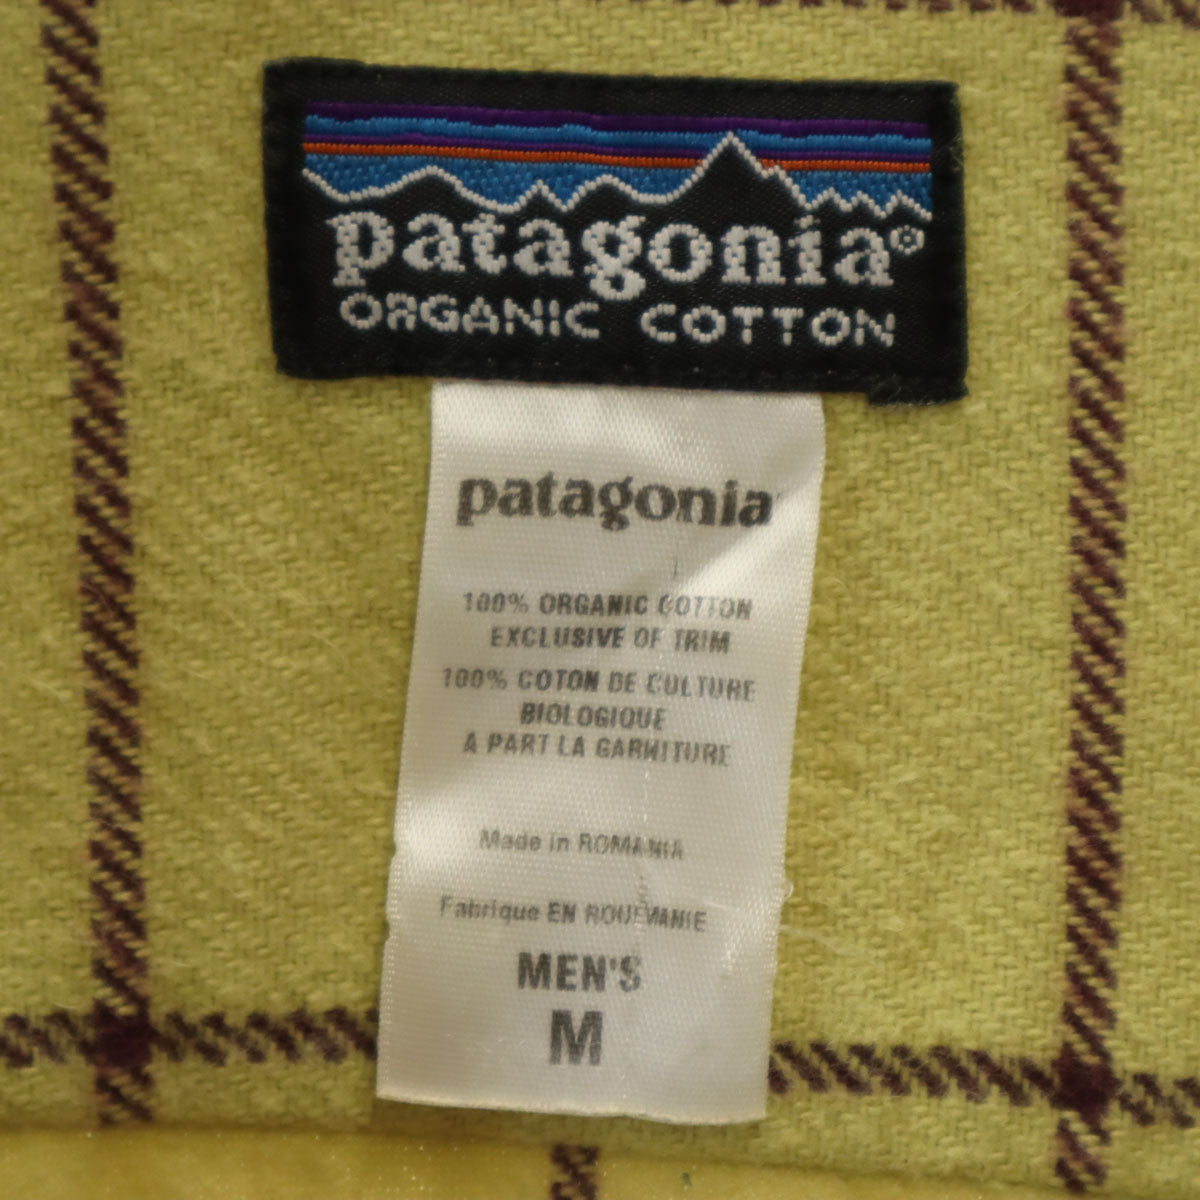 patagonia®
ORGANIC COTTON
patagonia
100% ORGANIC COTTON
EXCLUSIVE OF TRIM
100% COTON DE CULTURE
BIOLOGIQUE
A PART LA GARNITURE
Made in ROMANIA
Fabrique EN ROUEMANIE
MEN'S
M